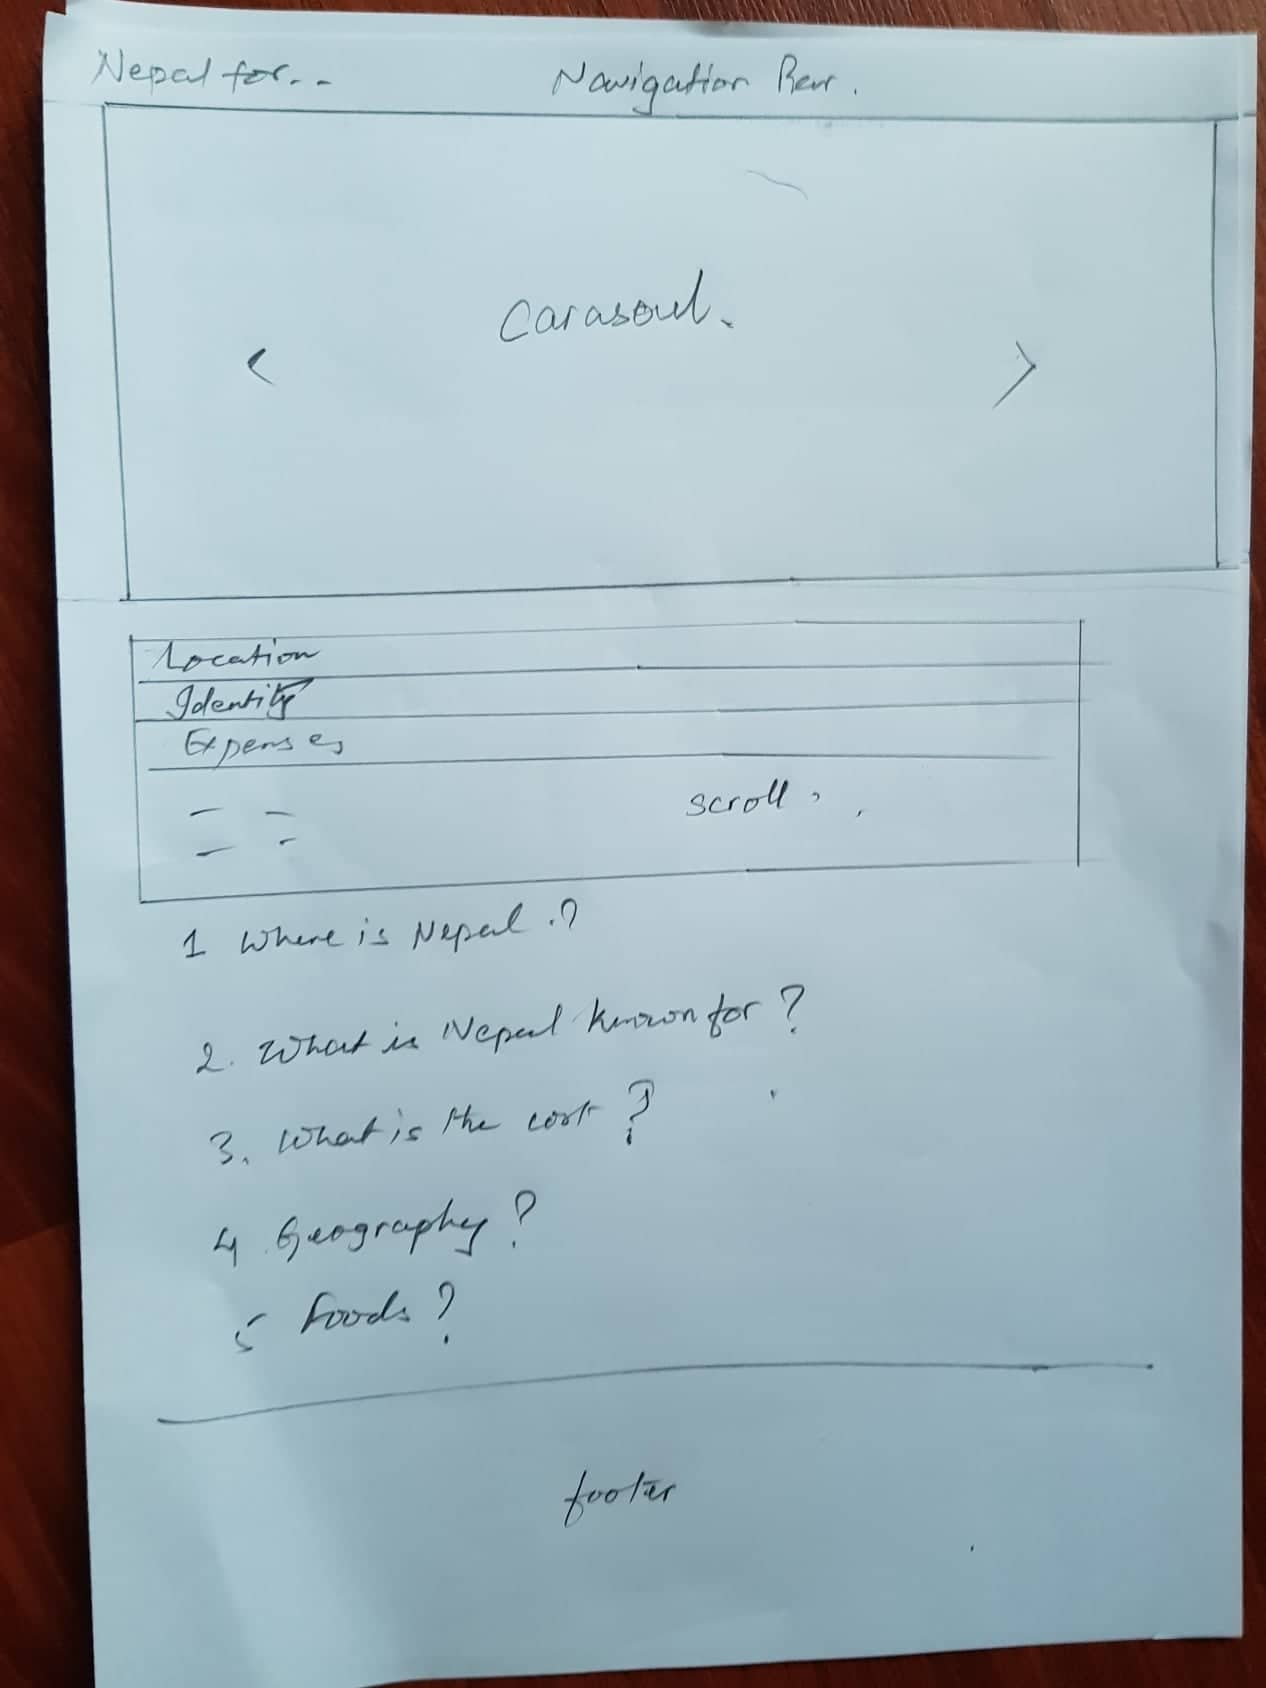 Nepal for.. Navigation Bar.
Carasoul.
< >
Location
Identity
Expenses
scroll
1 Where is Nepal ?
2. What is Nepal known for ?
3. What is the cost ?
4 Geography ?
5 Foods ?
footer